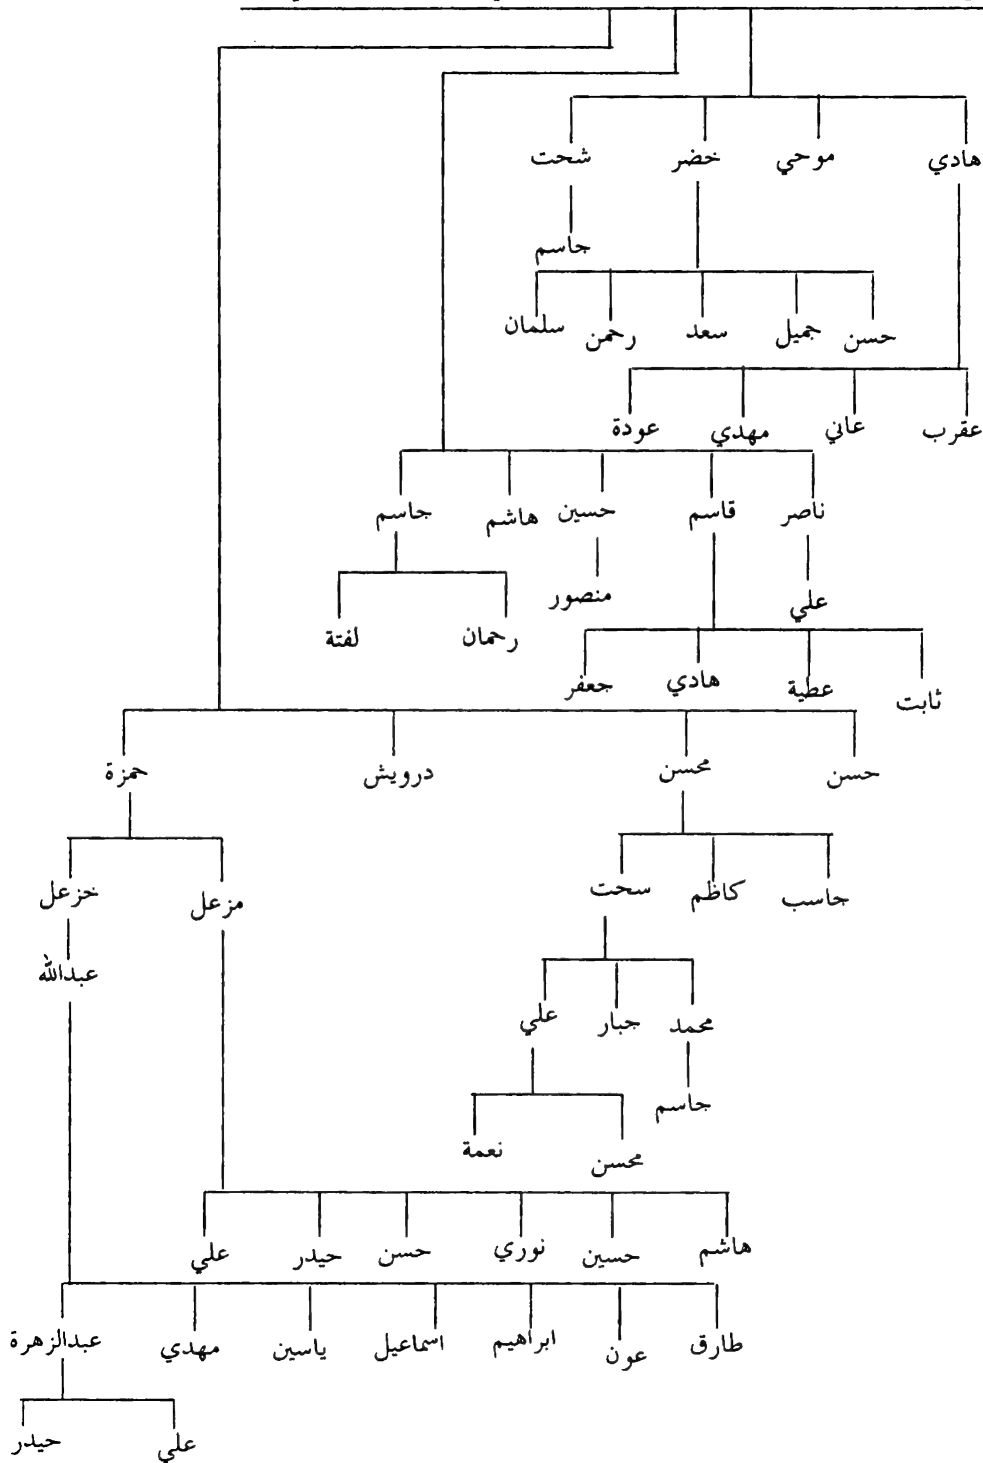 هادي موحي خضر شحت
جاسم
حسن جميل سعد رحمن سلمان
عقرب عاني مهدي عودة
ناصر قاسم حسين هاشم جاسم
علي منصور
رحمان لفتة
ثابت عطية هادي جعفر
حسن محسن درويش حمزة
حاسب كاظم سحت مزعل خزعل
عبدالله
محمد جبار علي
جاسم
محسن نعمة
هاشم حسين نوري حسن حيدر علي
طارق عون ابراهيم اسماعيل ياسين مهدي عبدالزهرة
علي حيدر